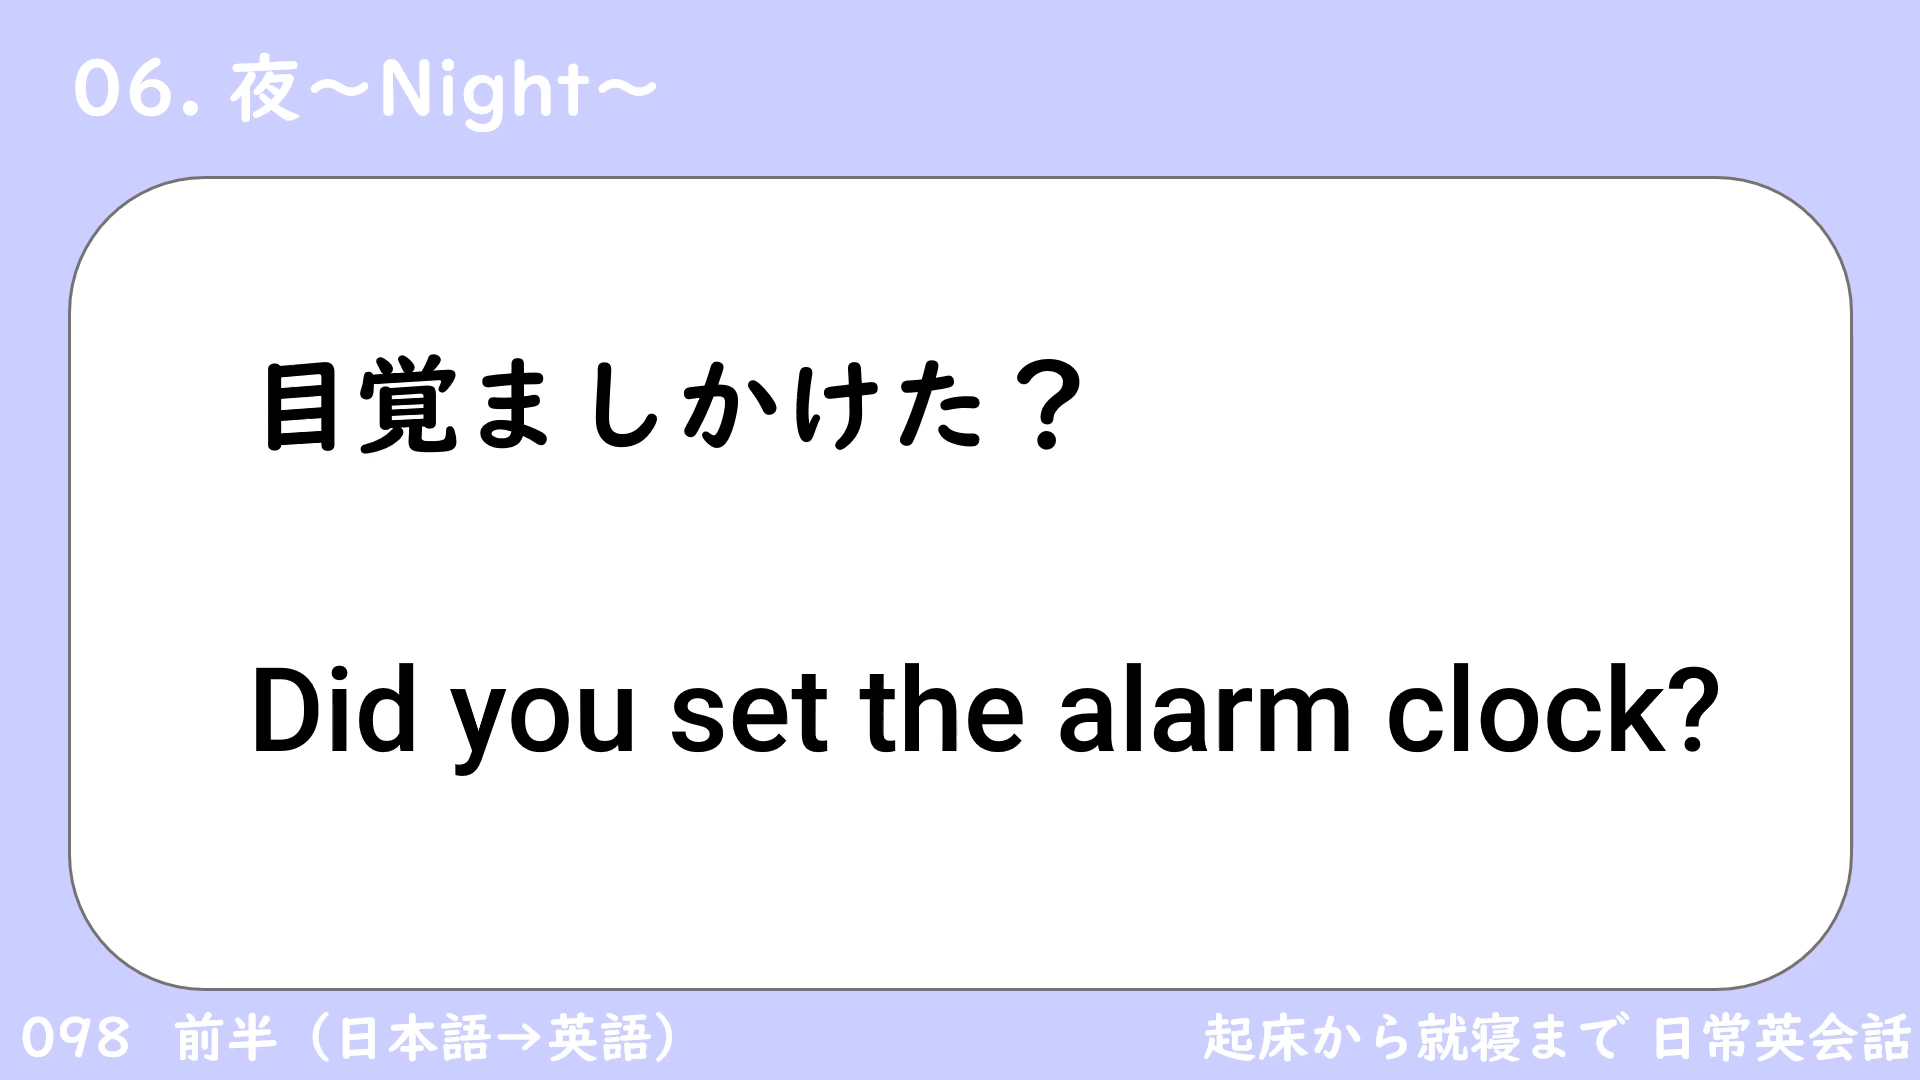 06. 夜〜Night〜
目覚ましかけた？
Did you set the alarm clock?
098 前半（日本語→英語）
起床から就寝まで 日常英会話